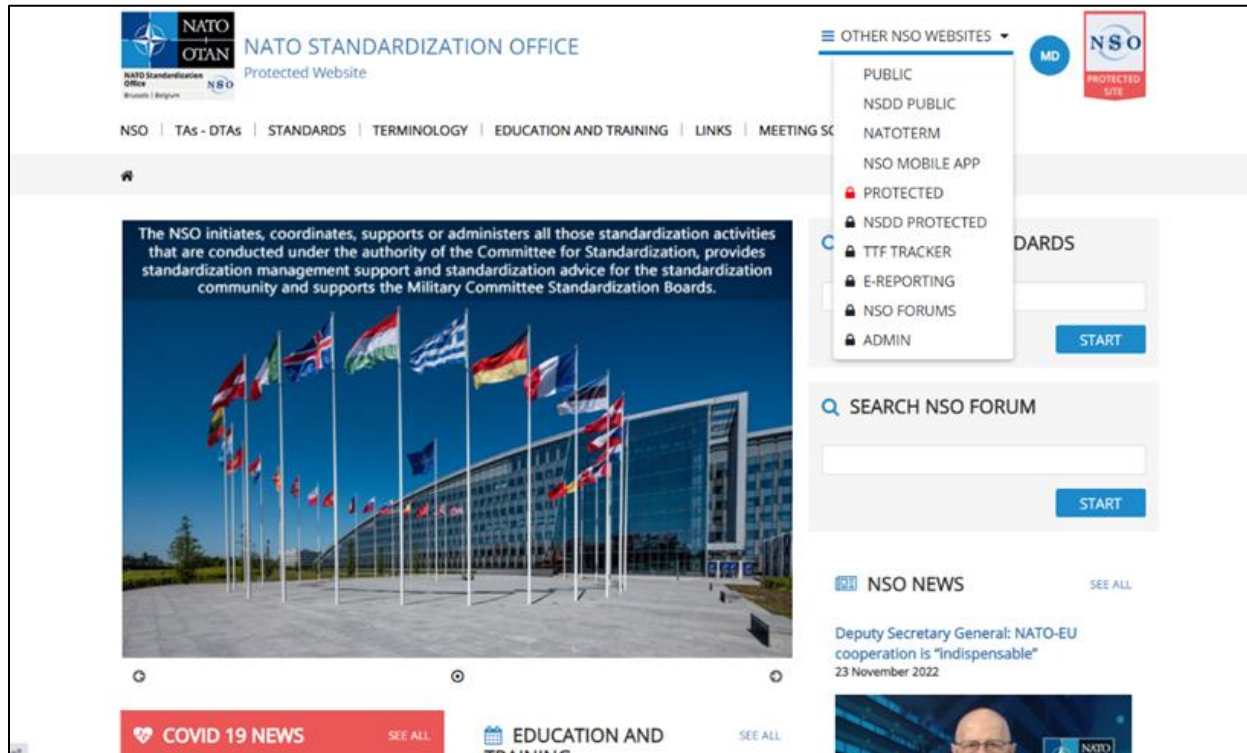 NATO
OTAN
NATO Standardization
Office
NSO
Brussels | Belgium
NATO STANDARDIZATION OFFICE
Protected Website
OTHER NSO WEBSITES
MD
NSO
PROTECTED
SITE
PUBLIC
NSDD PUBLIC
NATOTERM
NSO MOBILE APP
PROTECTED
NSDD PROTECTED
TTF TRACKER
E-REPORTING
NSO FORUMS
ADMIN
NSO | TAs - DTAs | STANDARDS | TERMINOLOGY | EDUCATION AND TRAINING | LINKS | MEETING SC
The NSO initiates, coordinates, supports or administers all those standardization activities
that are conducted under the authority of the Committee for Standardization, provides
standardization management support and standardization advice for the standardization
community and supports the Military Committee Standardization Boards.
DARDS
START
SEARCH NSO FORUM
START
NSO NEWS
SEE ALL
Deputy Secretary General: NATO-EU
cooperation is "indispensable"
23 November 2022
NATO
COVID 19 NEWS
SEE ALL
EDUCATION AND
TRAINING
SEE ALL